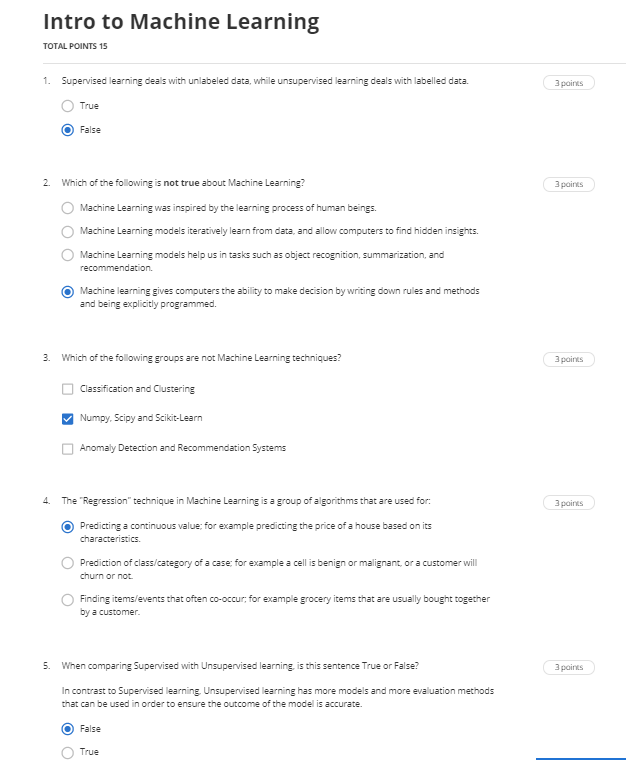 Intro to Machine Learning
TOTAL POINTS 15
1. Supervised learning deals with unlabeled data, while unsupervised learning deals with labelled data. 3 points
True
False
2. Which of the following is not true about Machine Learning? 3 points
Machine Learning was inspired by the learning process of human beings.
Machine Learning models iteratively learn from data, and allow computers to find hidden insights.
Machine Learning models help us in tasks such as object recognition, summarization, and
recommendation.
Machine learning gives computers the ability to make decision by writing down rules and methods
and being explicitly programmed.
3. Which of the following groups are not Machine Learning techniques? 3 points
Classification and Clustering
Numpy, Scipy and Scikit-Learn
Anomaly Detection and Recommendation Systems
4. The "Regression" technique in Machine Learning is a group of algorithms that are used for: 3 points
Predicting a continuous value; for example predicting the price of a house based on its
characteristics.
Prediction of class/category of a case; for example a cell is benign or malignant, or a customer will
churn or not.
Finding items/events that often co-occur; for example grocery items that are usually bought together
by a customer.
5. When comparing Supervised with Unsupervised learning, is this sentence True or False? 3 points
In contrast to Supervised learning, Unsupervised learning has more models and more evaluation methods
that can be used in order to ensure the outcome of the model is accurate.
False
True